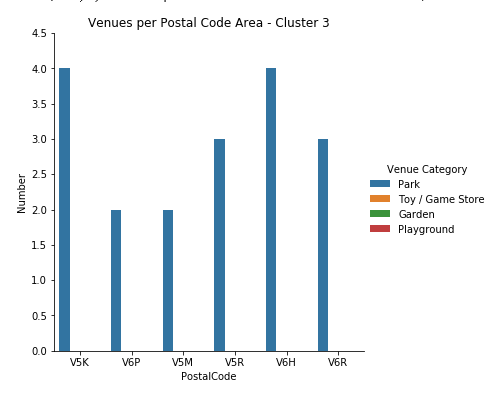 Venues per Postal Code Area - Cluster 3
4.5
4.0
3.5
3.0
2.5
2.0
1.5
1.0
0.5
0.0
Number
V5K V6P V5M V5R V6H V6R
PostalCode
Venue Category
Park
Toy / Game Store
Garden
Playground